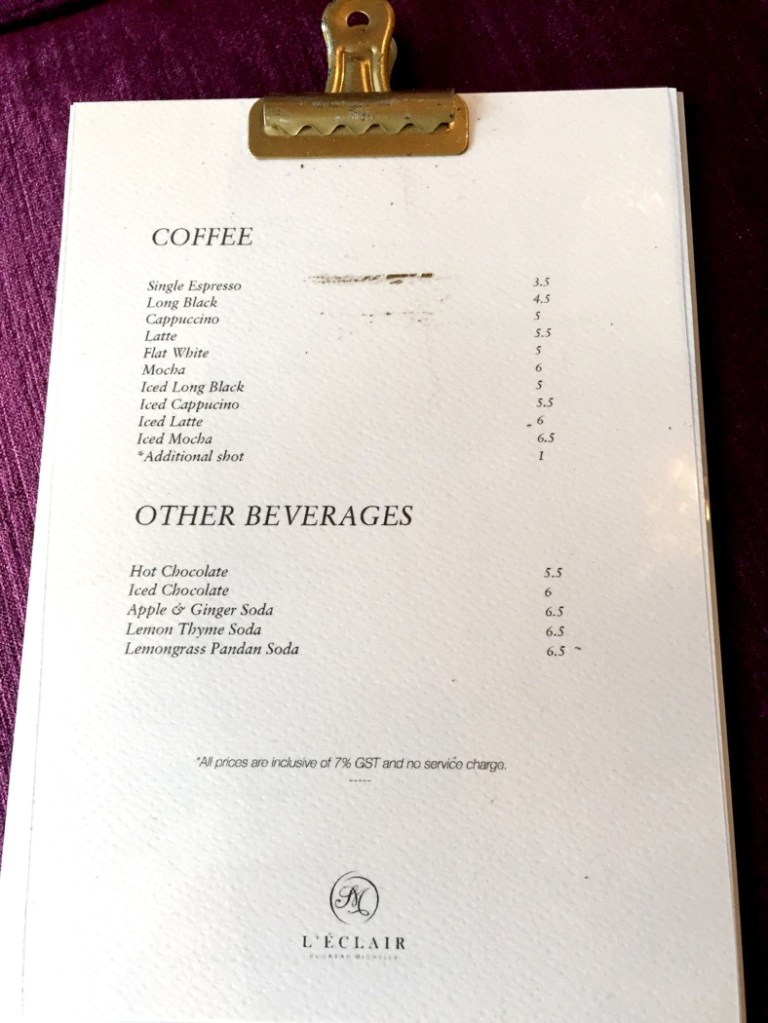 COFFEE
Single Espresso 3.5
Long Black 4.5
Cappuccino 5
Latte 5.5
Flat White 5
Mocha 6
Iced Long Black 5
Iced Cappucino 5.5
Iced Latte 6
Iced Mocha 6.5
*Additional shot 1
OTHER BEVERAGES
Hot Chocolate 5.5
Iced Chocolate 6
Apple & Ginger Soda 6.5
Lemon Thyme Soda 6.5
Lemongrass Pandan Soda 6.5 ~
*All prices are inclusive of 7% GST and no service charge.
-----
L'ÉCLAIR